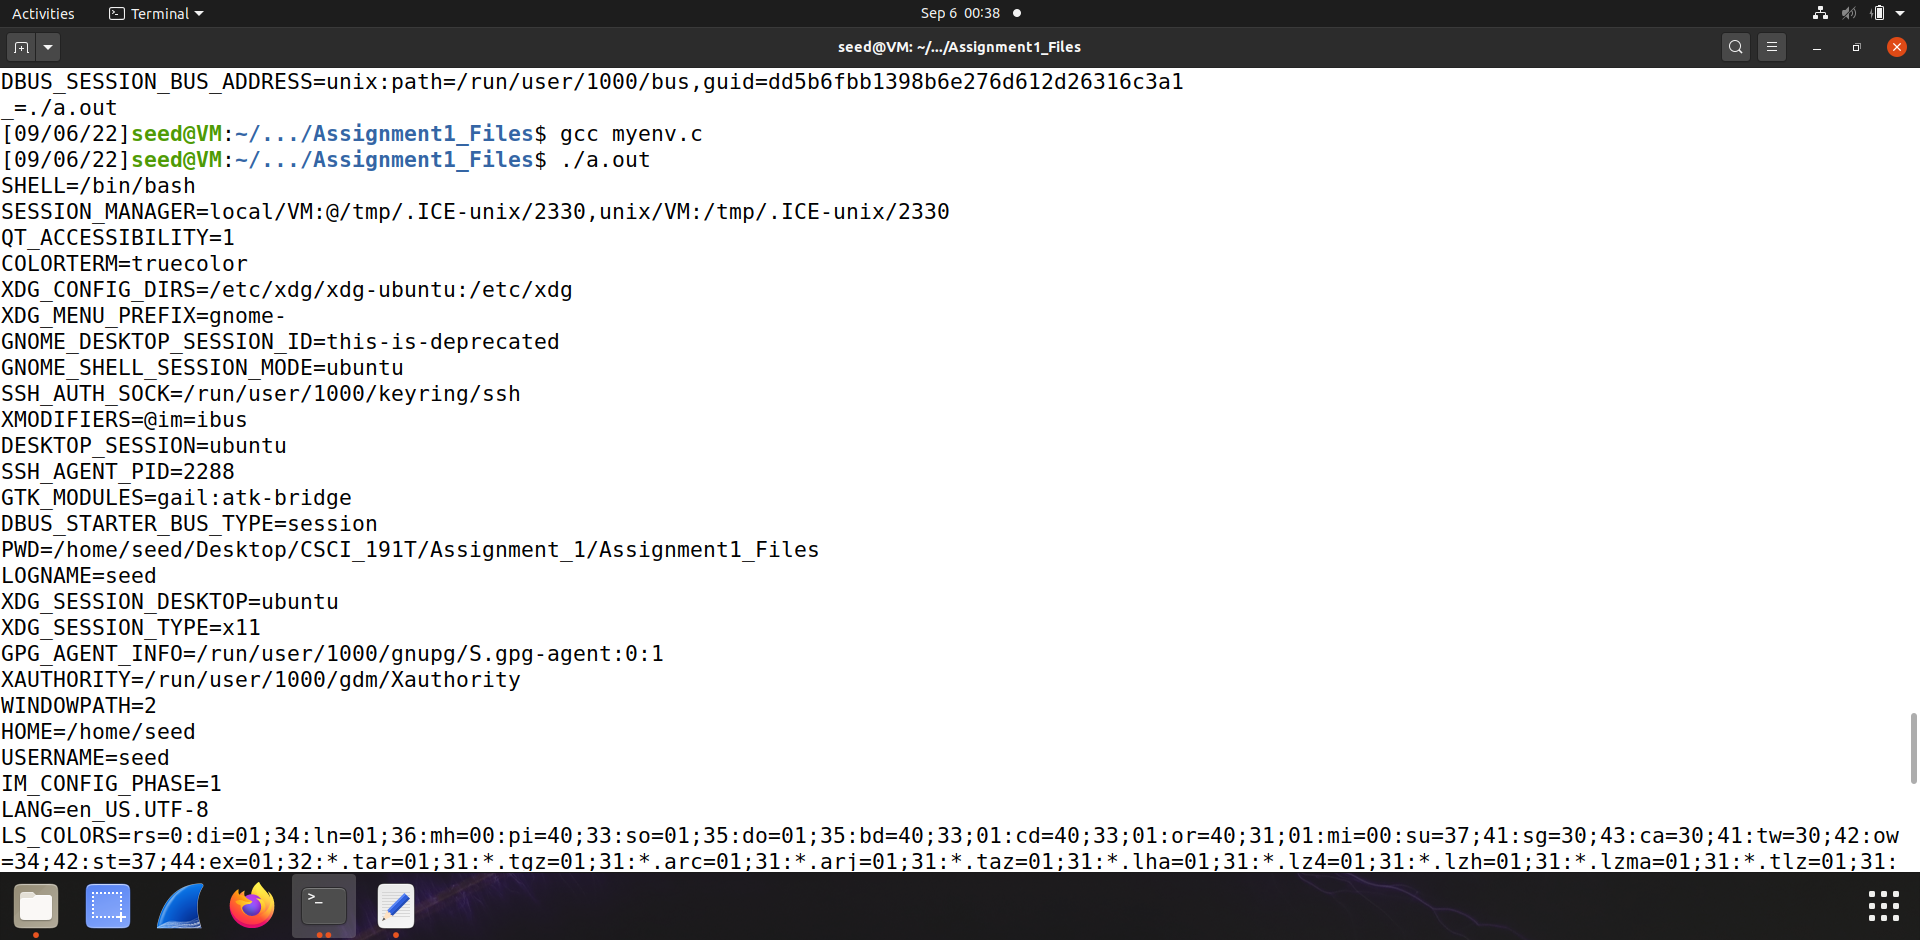 Activities
Terminal
Sep 6 00:38
seed@VM: ~/.../Assignment1_Files
DBUS_SESSION_BUS_ADDRESS=unix:path=/run/user/1000/bus,guid=dd5b6fbb1398b6e276d612d26316c3a1
_=./a.out
[09/06/22]seed@VM:~/.../Assignment1_Files$ gcc myenv.c
[09/06/22]seed@VM:~/.../Assignment1_Files$ ./a.out
SHELL=/bin/bash
SESSION_MANAGER=local/VM:@/tmp/.ICE-unix/2330,unix/VM:/tmp/.ICE-unix/2330
QT_ACCESSIBILITY=1
COLORTERM=truecolor
XDG_CONFIG_DIRS=/etc/xdg/xdg-ubuntu:/etc/xdg
XDG_MENU_PREFIX=gnome-
GNOME_DESKTOP_SESSION_ID=this-is-deprecated
GNOME_SHELL_SESSION_MODE=ubuntu
SSH_AUTH_SOCK=/run/user/1000/keyring/ssh
XMODIFIERS=@im=ibus
DESKTOP_SESSION=ubuntu
SSH_AGENT_PID=2288
GTK_MODULES=gail:atk-bridge
DBUS_STARTER_BUS_TYPE=session
PWD=/home/seed/Desktop/CSCI_191T/Assignment_1/Assignment1_Files
LOGNAME=seed
XDG_SESSION_DESKTOP=ubuntu
XDG_SESSION_TYPE=x11
GPG_AGENT_INFO=/run/user/1000/gnupg/S.gpg-agent:0:1
XAUTHORITY=/run/user/1000/gdm/Xauthority
WINDOWPATH=2
HOME=/home/seed
USERNAME=seed
IM_CONFIG_PHASE=1
LANG=en_US.UTF-8
LS_COLORS=rs=0:di=01;34:ln=01;36:mh=00:pi=40;33:so=01;35:do=01;35:bd=40;33;01:cd=40;33;01:or=40;31;01:mi=00:su=37;41:sg=30;43:ca=30;41:tw=30;42:ow
=34;42:st=37;44:ex=01;32:*.tar=01;31:*.tgz=01;31:*.arc=01;31:*.arj=01;31:*.taz=01;31:*.lha=01;31:*.lz4=01;31:*.lzh=01;31:*.lzma=01;31:*.tlz=01;31: